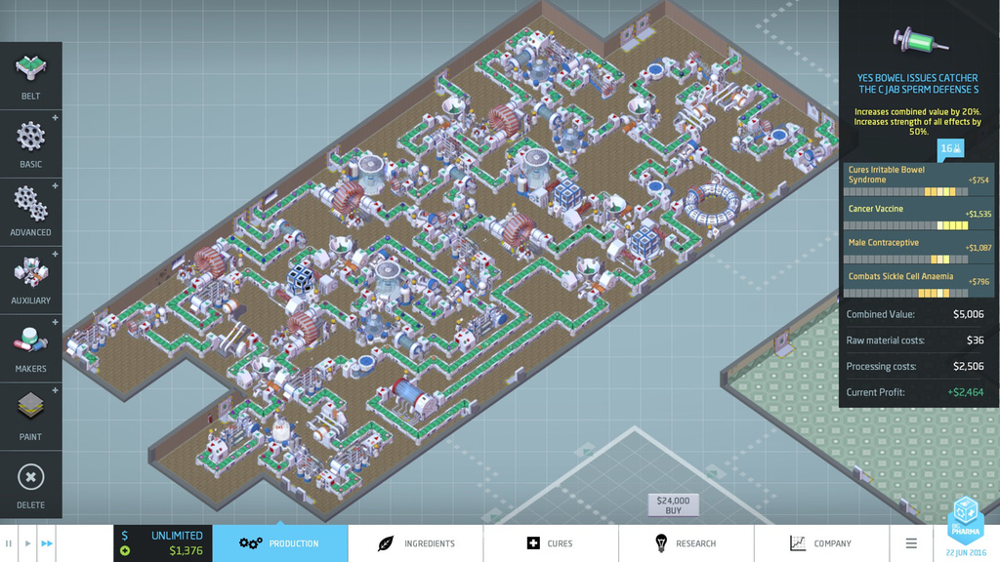 BELT
BASIC
ADVANCED
AUXILIARY
MAKERS
PAINT
DELETE
YES BOWEL ISSUES CATCHER
THE C JAB SPERM DEFENSE S
Increases combined value by 20%.
Increases strength of all effects by
50%.
16
Cures Irritable Bowel
Syndrome
+$754
Cancer Vaccine
+$1,535
Male Contraceptive
+$1,087
Combats Sickle Cell Anaemia
+$796
Combined Value: $5,006
Raw material costs: $36
Processing costs: $2,506
Current Profit: +$2,464
$24,000
BUY
$ UNLIMITED
$1,376
PRODUCTION
INGREDIENTS
CURES
RESEARCH
COMPANY
BIG
PHARMA
22 JUN 2016